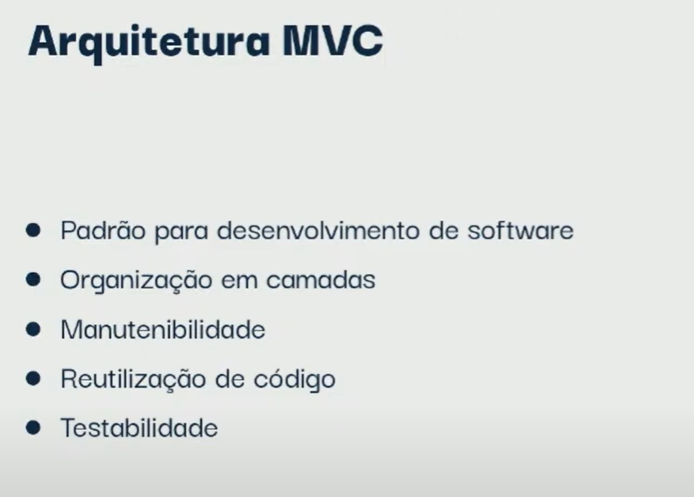 Arquitetura MVC
● Padrão para desenvolvimento de software
● Organização em camadas
● Manutenibilidade
● Reutilização de código
● Testabilidade